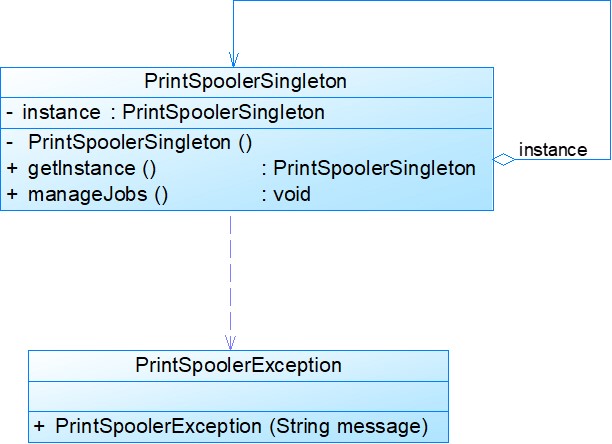 PrintSpoolerSingleton
- instance : PrintSpoolerSingleton
- PrintSpoolerSingleton ()
+ getInstance () : PrintSpoolerSingleton
+ manageJobs () : void
instance
PrintSpoolerException
+ PrintSpoolerException (String message)